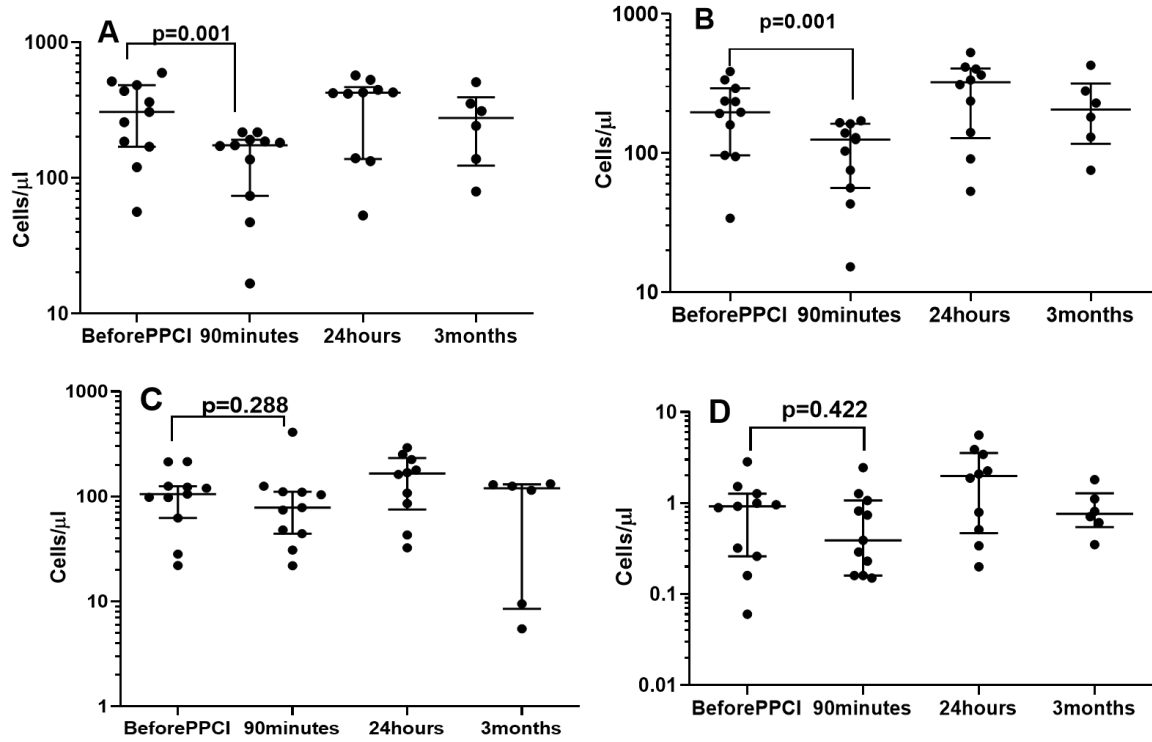 A
p=0.001
1000
100
10
Cells/μl
BeforePPCI 90minutes 24hours 3months
B
p=0.001
1000
100
10
Cells/μl
BeforePPCI 90minutes 24hours 3months
C
p=0.288
1000
100
10
1
Cells/μl
BeforePPCI 90minutes 24hours 3months
D
p=0.422
10
1
0.1
0.01
Cells/μl
BeforePPCI 90minutes 24hours 3months